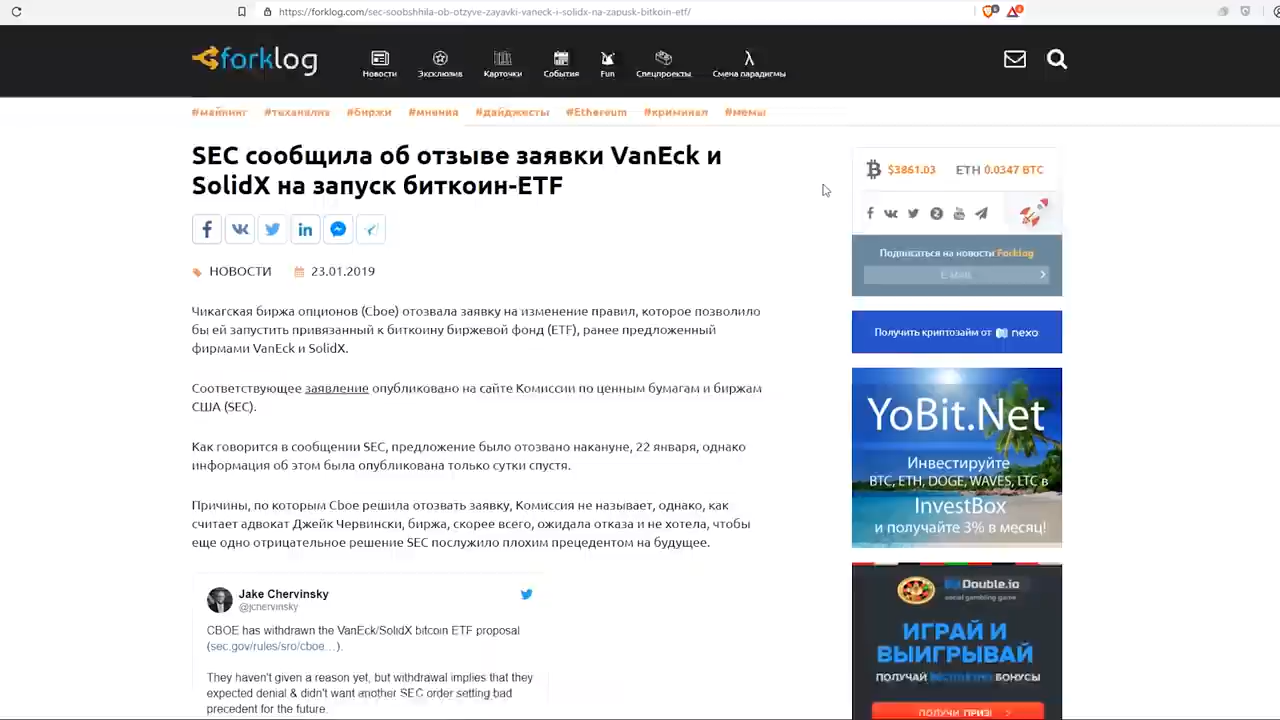 https://forklog.com/sec-soobshhila-ob-otzyve-zayavki-vaneck-i-solidx-na-zapusk-bitkoin-etf/
forklog
Новости
Эксклюзив
Карточки
События
Fun
Спецпроекты
Смена парадигмы
#майнинг #теханализ #биржи #мнения #дайджесты #Ethereum #криминал #мемы
SEC сообщила об отзыве заявки VanEck и
SolidX на запуск биткоин-ETF
НОВОСТИ 23.01.2019
Чикагская биржа опционов (Cboe) отозвала заявку на изменение правил, которое позволило
бы ей запустить привязанный к биткоину биржевой фонд (ETF), ранее предложенный
фирмами VanEck и SolidX.
Соответствующее заявление опубликовано на сайте Комиссии по ценным бумагам и биржам
США (SEC).
Как говорится в сообщении SEC, предложение было отозвано накануне, 22 января, однако
информация об этом была опубликована только сутки спустя.
Причины, по которым Cboe решила отозвать заявку, Комиссия не называет, однако, как
считает адвокат Джейк Червински, биржа, скорее всего, ожидала отказа и не хотела, чтобы
еще одно отрицательное решение SEC послужило плохим прецедентом на будущее.
Jake Chervinsky
@jchervinsky
CBOE has withdrawn the VanEck/SolidX bitcoin ETF proposal
(sec.gov/rules/sro/cboe…).
They haven't given a reason yet, but withdrawal implies that they
expected denial & didn't want another SEC order setting bad
precedent for the future.
$3861.03 ETH 0.0347 BTC
Подписаться на новости Forklog
E-MAIL
Получить криптозайм от nexo
YoBit.Net
Инвестируйте
BTC, ETH, DOGE, WAVES, LTC в
InvestBox
и получайте 3% в месяц!
Double.io
social gambling game
ИГРАЙ И
ВЫИГРЫВАЙ
ПОЛУЧАЙ БЕСПЛАТНО БОНУСЫ
ПОЛУЧИ ПРИЗ!